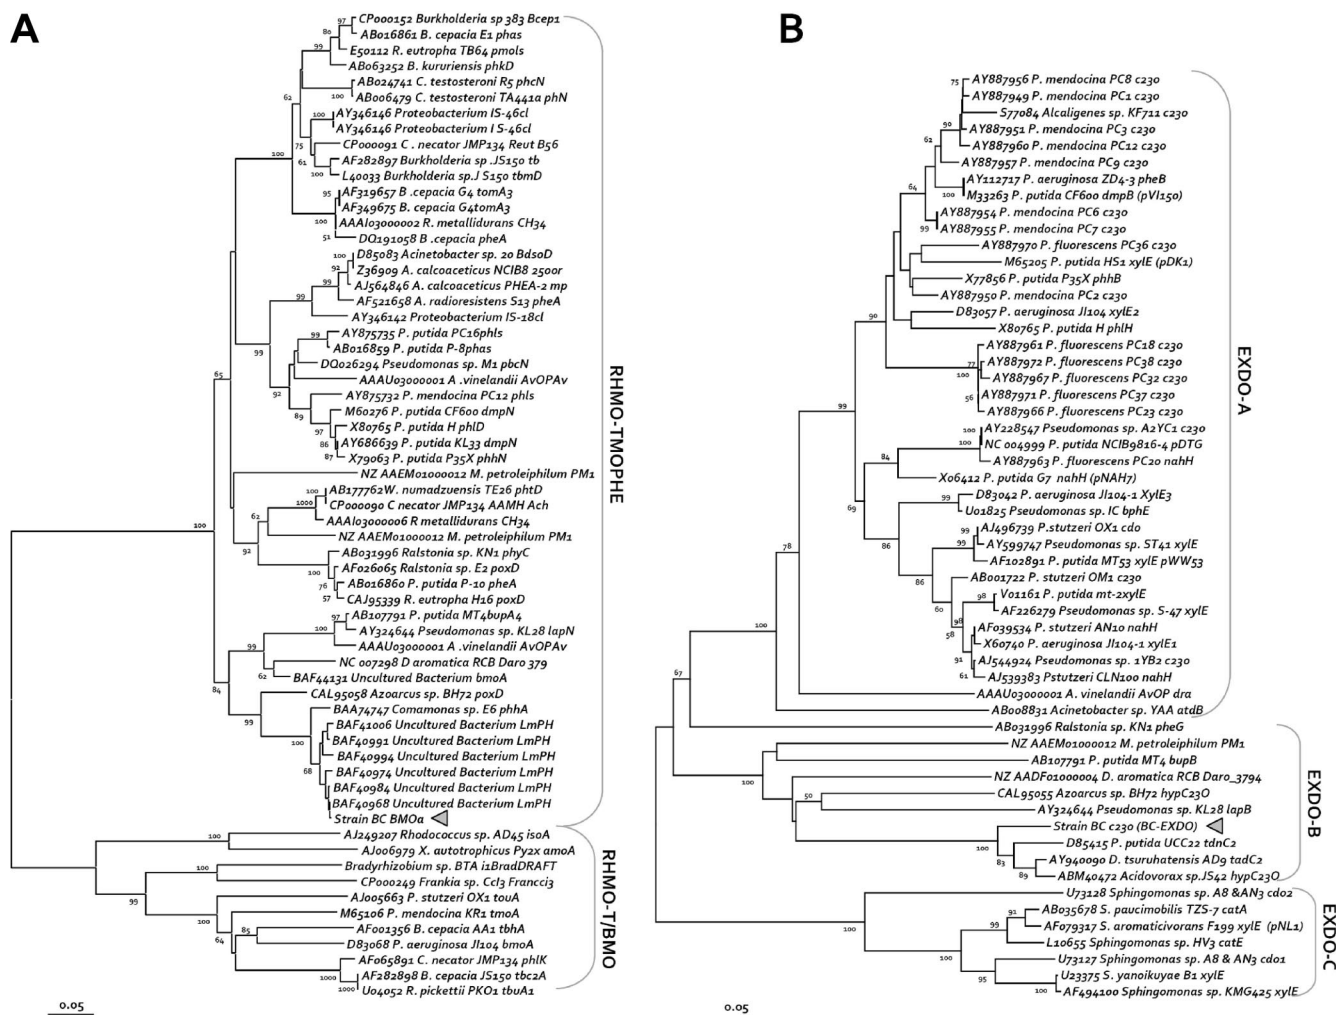 A
CP000152 Burkholderia sp 383 Bcep1
AB016861 B. cepacia E1 phas
E50112 R. eutropha TB64 pmols
AB063252 B. kururiensis phkD
AB024741 C. testosteroni R5 phcN
AB006479 C. testosteroni TA441a phN
AY346146 Proteobacterium IS-46cl
AY346146 Proteobacterium I S-46cl
CP000091 C . necator JMP134 Reut B56
AF282897 Burkholderia sp .JS150 tb
L40033 Burkholderia sp.J S150 tbmD
AF319657 B .cepacia G4 tomA3
AF349675 B. cepacia G4tomA3
AAAI03000002 R. metallidurans CH34
DQ191058 B .cepacia pheA
D85083 Acinetobacter sp. 20 BdsoD
Z36909 A. calcoaceticus NCIB8 250or
AJ564846 A. calcoaceticus PHEA-2 mp
AF521658 A. radioresistens S13 pheA
AY346142 Proteobacterium IS-18cl
AY875735 P. putida PC16phls
AB016859 P. putida P-8phas
DQ026294 Pseudomonas sp. M1 pbcN
AAAU03000001 A .vinelandii AvOPAv
AY875732 P. mendocina PC12 phls
M60276 P. putida CF600 dmpN
X80765 P. putida H phlD
AY686639 P. putida KL33 dmpN
X79063 P. putida P35X phhN
NZ AAEM01000012 M. petroleiphilum PM1
AB177762W. numadzuensis TE26 phtD
CP000090 C necator JMP134 AAMH Ach
AAAI03000006 R metallidurans CH34
NZ AAEM01000012 M. petroleiphilum PM1
AB031996 Ralstonia sp. KN1 phyC
AF026065 Ralstonia sp. E2 poxD
AB016860 P. putida P-10 pheA
CAJ95339 R. eutropha H16 poxD
AB107791 P. putida MT4bupA4
AY324644 Pseudomonas sp. KL28 lapN
AAAU03000001 A .vinelandii AvOPAv
NC 007298 D aromatica RCB Daro 379
BAF44131 Uncultured Bacterium bmoA
CAL95058 Azoarcus sp. BH72 poxD
BAA74747 Comamonas sp. E6 phhA
BAF41006 Uncultured Bacterium LmPH
BAF40991 Uncultured Bacterium LmPH
BAF40994 Uncultured Bacterium LmPH
BAF40974 Uncultured Bacterium LmPH
BAF40984 Uncultured Bacterium LmPH
BAF40968 Uncultured Bacterium LmPH
Strain BC BMOa
AJ249207 Rhodococcus sp. AD45 isoA
AJ006979 X. autotrophicus Py2x amoA
Bradyrhizobium sp. BTA i1BradDRAFT
CP000249 Frankia sp. CcI3 Francci3
AJ005663 P. stutzeri OX1 touA
M65106 P. mendocina KR1 tmoA
AF001356 B. cepacia AA1 tbhA
D83068 P. aeruginosa JI104 bmoA
AF065891 C. necator JMP134 phlK
AF282898 B. cepacia JS150 tbc2A
U04052 R. pickettii PKO1 tbuA1
RHMO-TMOPHE
RHMO-T/BMO
97
80
99
100
62
100
75
61
100
100
95
100
51
100
92
99
99
99
99
92
89
97
86
87
65
100
100
1000
62
92
100
76
57
97
100
99
62
84
99
100
68
100
100
99
85
64
1000
1000
0.05
B
AY887956 P. mendocina PC8 c230
AY887949 P. mendocina PC1 c230
S77084 Alcaligenes sp. KF711 c230
AY887951 P. mendocina PC3 c230
AY887960 P. mendocina PC12 c230
AY887957 P. mendocina PC9 c230
AY112717 P. aeruginosa ZD4-3 pheB
M33263 P. putida CF600 dmpB (pVI150)
AY887954 P. mendocina PC6 c230
AY887955 P. mendocina PC7 c230
AY887970 P. fluorescens PC36 c230
M65205 P. putida HS1 xylE (pDK1)
X77856 P. putida P35X phhB
AY887950 P. mendocina PC2 c230
D83057 P. aeruginosa JI104 xylE2
X80765 P. putida H phlH
AY887961 P. fluorescens PC18 c230
AY887972 P. fluorescens PC38 c230
AY887967 P. fluorescens PC32 c230
AY887971 P. fluorescens PC37 c230
AY887966 P. fluorescens PC23 c230
AY228547 Pseudomonas sp. A2YC1 c230
NC 004999 P. putida NCIB9816-4 pDTG
AY887963 P. fluorescens PC20 nahH
X06412 P. putida G7 nahH (pNAH7)
D83042 P. aeruginosa JI104-1 XylE3
U01825 Pseudomonas sp. IC bphE
AJ496739 P.stutzeri OX1 cdo
AY599747 Pseudomonas sp. ST41 xylE
AF102891 P. putida MT53 xylE pWW53
AB001722 P. stutzeri OM1 c230
V01161 P. putida mt-2xylE
AF226279 Pseudomonas sp. S-47 xylE
AF039534 P. stutzeri AN10 nahH
X60740 P. aeruginosa JI104-1 xylE1
AJ544924 Pseudomonas sp. 1YB2 c230
AJ539383 Pstutzeri CLN100 nahH
AAAU03000001 A. vinelandii AvOP dra
AB008831 Acinetobacter sp. YAA atdB
AB031996 Ralstonia sp. KN1 pheG
NZ AAEM01000012 M. petroleiphilum PM1
AB107791 P. putida MT4 bupB
NZ AADF01000004 D. aromatica RCB Daro_3794
CAL95055 Azoarcus sp. BH72 hypC23O
AY324644 Pseudomonas sp. KL28 lapB
Strain BC c230 (BC-EXDO)
D85415 P. putida UCC22 tdnC2
AY940090 D. tsuruhatensis AD9 tadC2
ABM40472 Acidovorax sp.JS42 hypC23O
U73128 Sphingomonas sp. A8 &AN3 cdo2
AB035678 S. paucimobilis TZS-7 catA
AF079317 S. aromaticivorans F199 xylE (pNL1)
L10655 Sphingomonas sp. HV3 catE
U73127 Sphingomonas sp. A8 & AN3 cdo1
U23375 S. yanoikuyae B1 xylE
AF494100 Sphingomonas sp. KMG425 xylE
EXDO-A
EXDO-B
EXDO-C
75
90
62
64
100
99
90
77
100
56
99
100
100
84
69
99
86
99
99
86
98
60
98
58
91
61
78
67
50
100
83
89
91
99
100
95
100
0.05